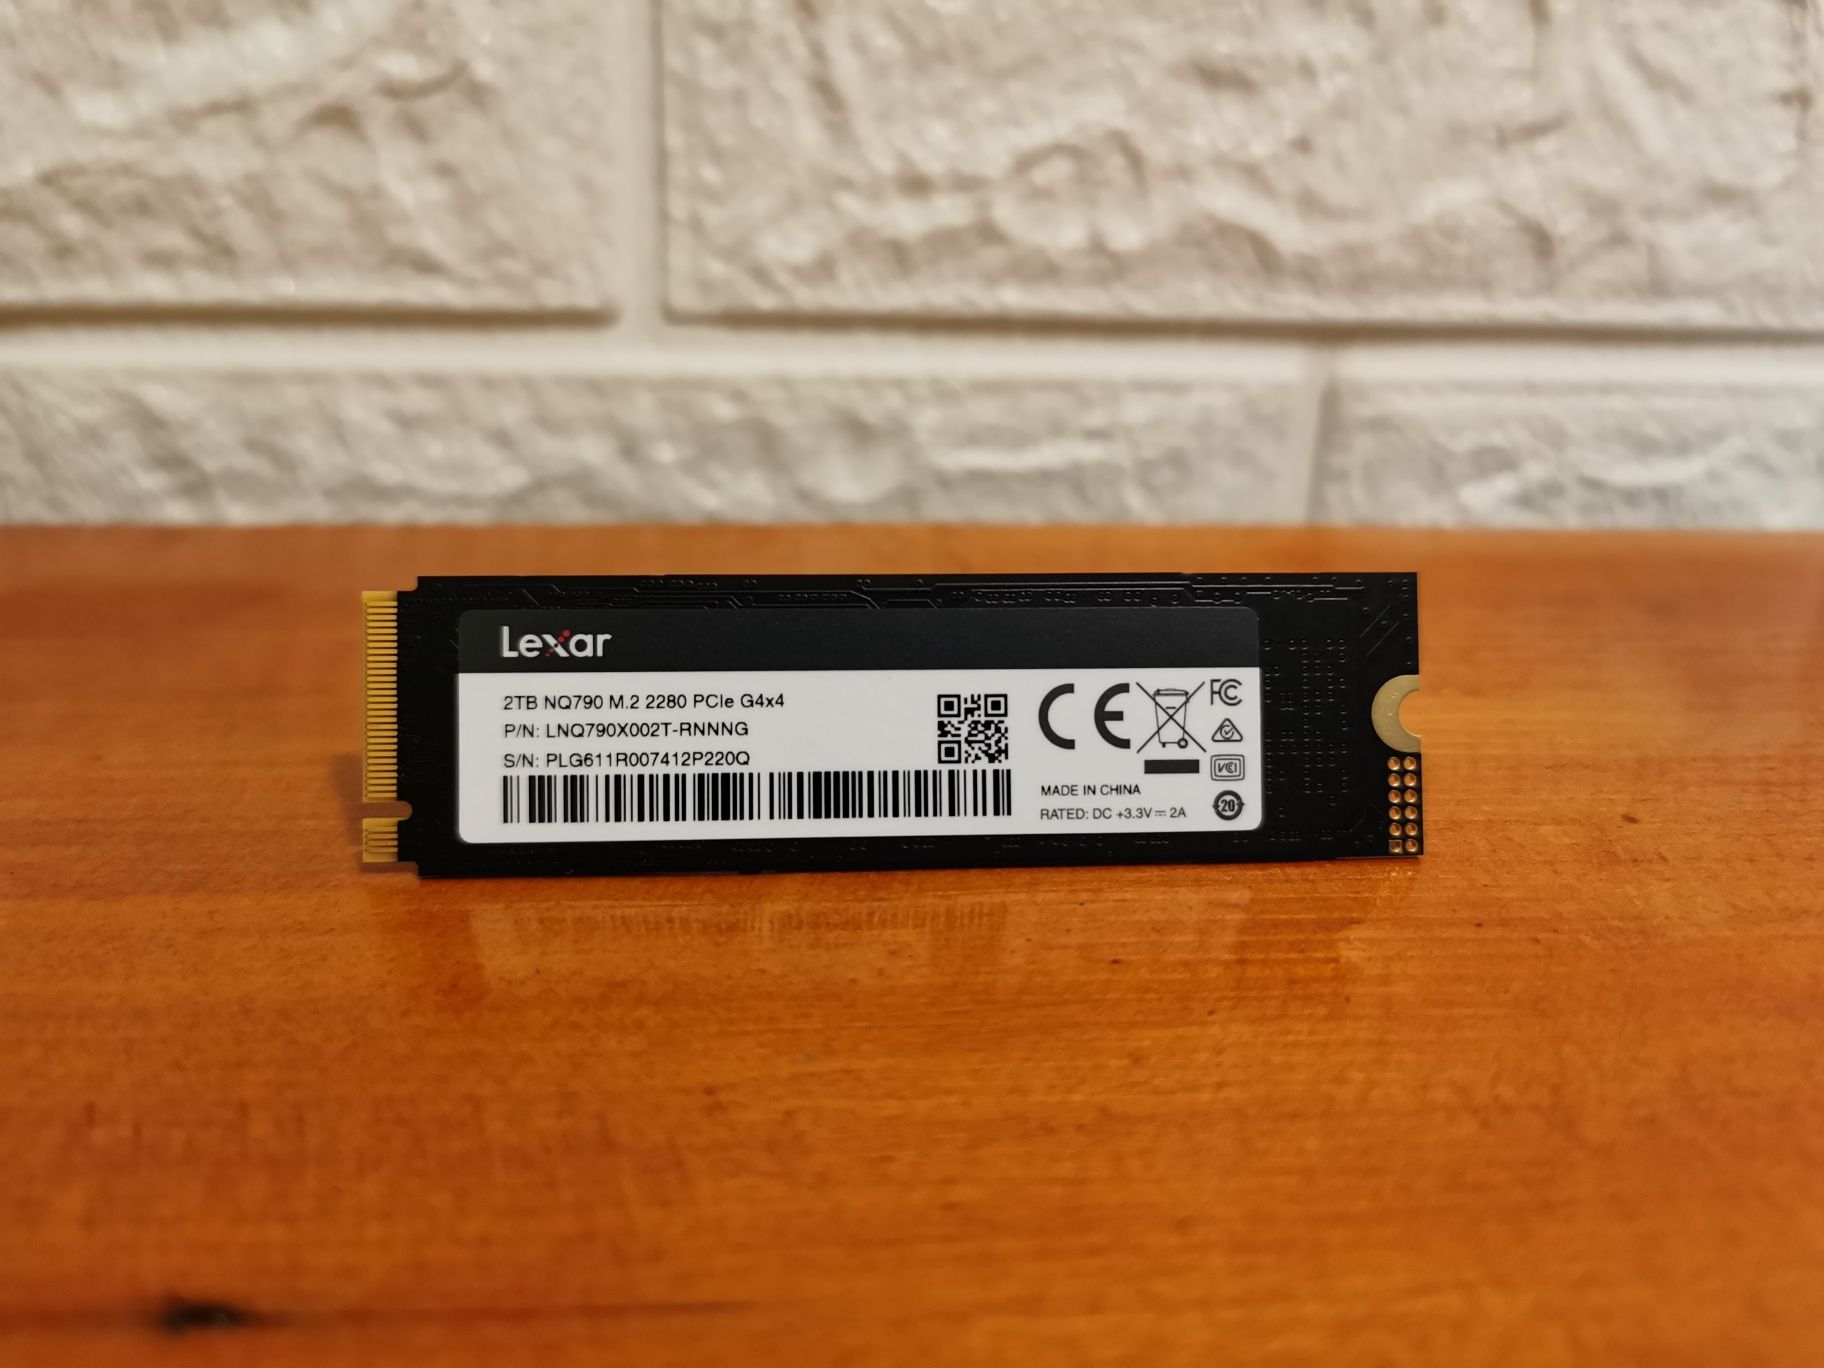 Lexar
2TB NQ790 M.2 2280 PCIe G4x4
P/N: LNQ790X002T-RNNNG
S/N: PLG611R007412P220Q
CE
FC
VCI
MADE IN CHINA
RATED: DC +3.3V⎓ 2A
20